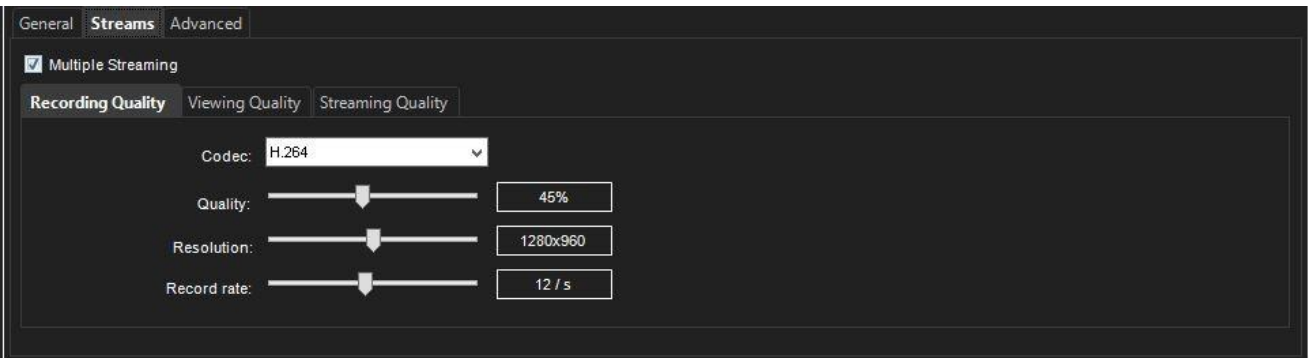 General Streams Advanced
Multiple Streaming
Recording Quality Viewing Quality Streaming Quality
Codec: H.264
Quality: 45%
Resolution: 1280x960
Record rate: 12 / s